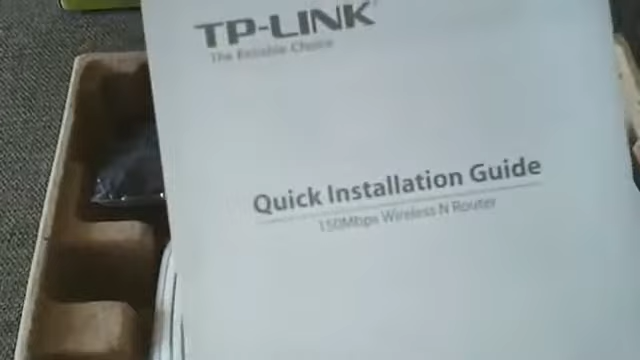 TP-LINK
The Reliable Choice
Quick Installation Guide
150Mbps Wireless N Router